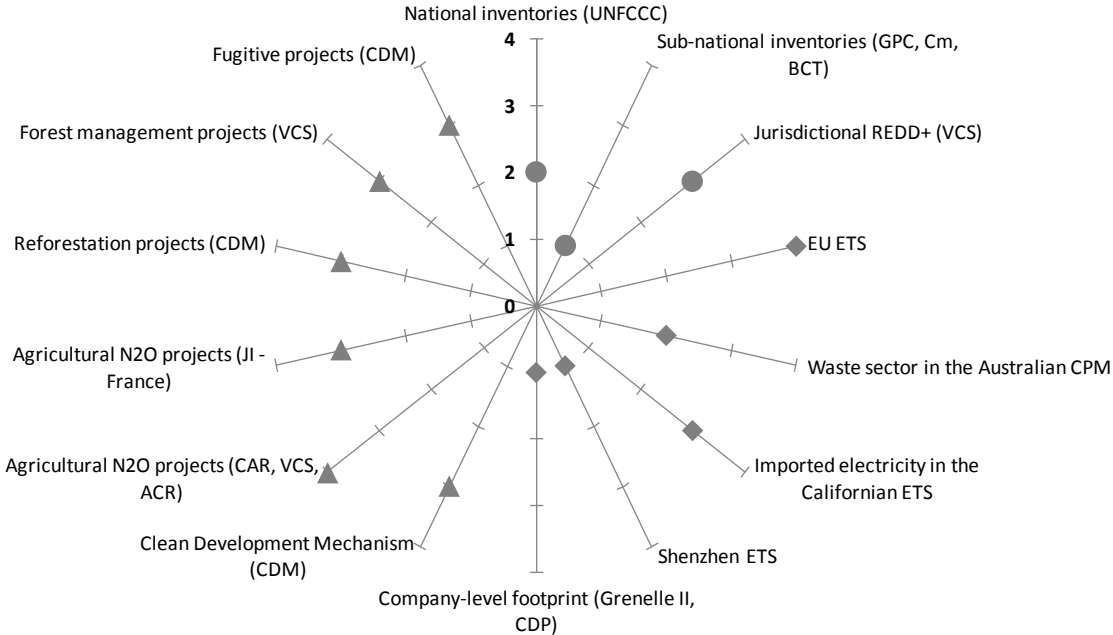 National inventories (UNFCCC)
Sub-national inventories (GPC, Cm,
BCT)
Jurisdictional REDD+ (VCS)
EU ETS
Waste sector in the Australian CPM
Imported electricity in the
Californian ETS
Shenzhen ETS
Company-level footprint (Grenelle II,
CDP)
Clean Development Mechanism
(CDM)
Agricultural N2O projects (CAR, VCS,
ACR)
Agricultural N2O projects (JI -
France)
Reforestation projects (CDM)
Forest management projects (VCS)
Fugitive projects (CDM)
4
3
2
1
0